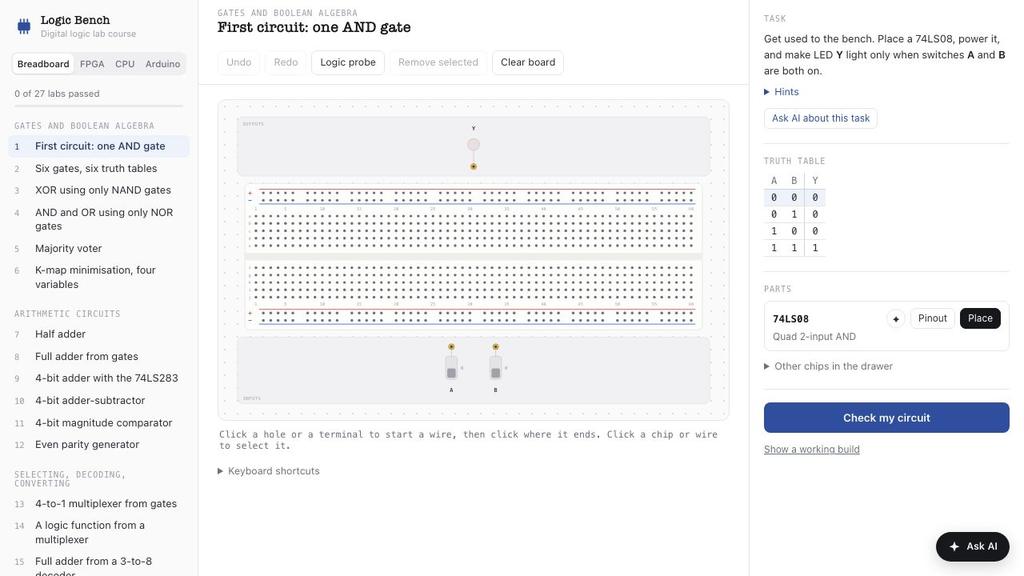 Logic Bench
Digital logic lab course
Breadboard FPGA CPU Arduino
0 of 27 labs passed
GATES AND BOOLEAN ALGEBRA
1 First circuit: one AND gate
2 Six gates, six truth tables
3 XOR using only NAND gates
4 AND and OR using only NOR
gates
5 Majority voter
6 K-map minimisation, four
variables
ARITHMETIC CIRCUITS
7 Half adder
8 Full adder from gates
9 4-bit adder with the 74LS283
10 4-bit adder-subtractor
11 4-bit magnitude comparator
12 Even parity generator
SELECTING, DECODING,
CONVERTING
13 4-to-1 multiplexer from gates
14 A logic function from a
multiplexer
15 Full adder from a 3-to-8
decoder
GATES AND BOOLEAN ALGEBRA
First circuit: one AND gate
Undo Redo Logic probe Remove selected Clear board
OUTPUTS
Y
A B
INPUTS
Click a hole or a terminal to start a wire, then click where it ends. Click a chip or wire
to select it.
Keyboard shortcuts
TASK
Get used to the bench. Place a 74LS08, power it,
and make LED Y light only when switches A and B
are both on.
Hints
Ask AI about this task
TRUTH TABLE
A B Y
0 0 0
0 1 0
1 0 0
1 1 1
PARTS
74LS08 Pinout Place
Quad 2-input AND
Other chips in the drawer
Check my circuit
Show a working build
Ask AI